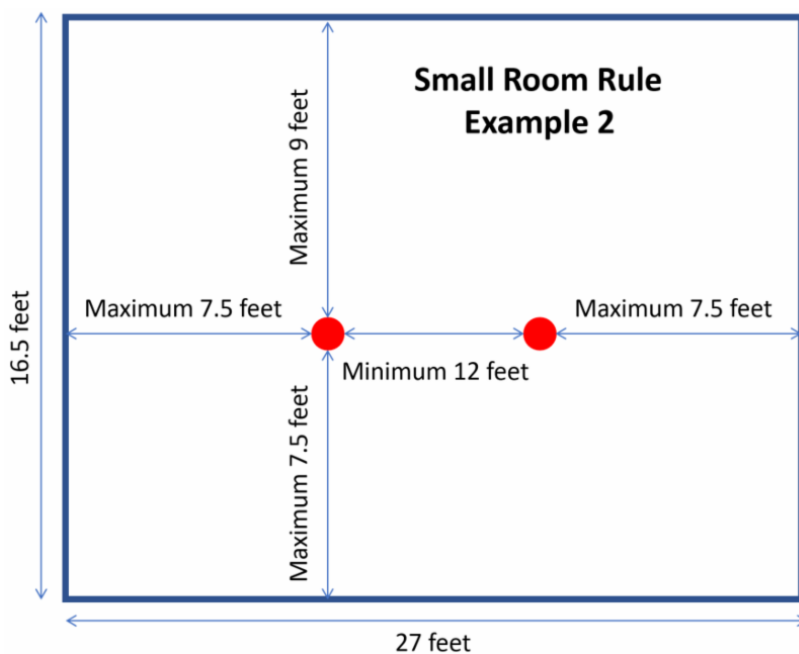 Small Room Rule
Example 2
Maximum 9 feet
Maximum 7.5 feet
Maximum 7.5 feet
16.5 feet
Minimum 12 feet
Maximum 7.5 feet
27 feet